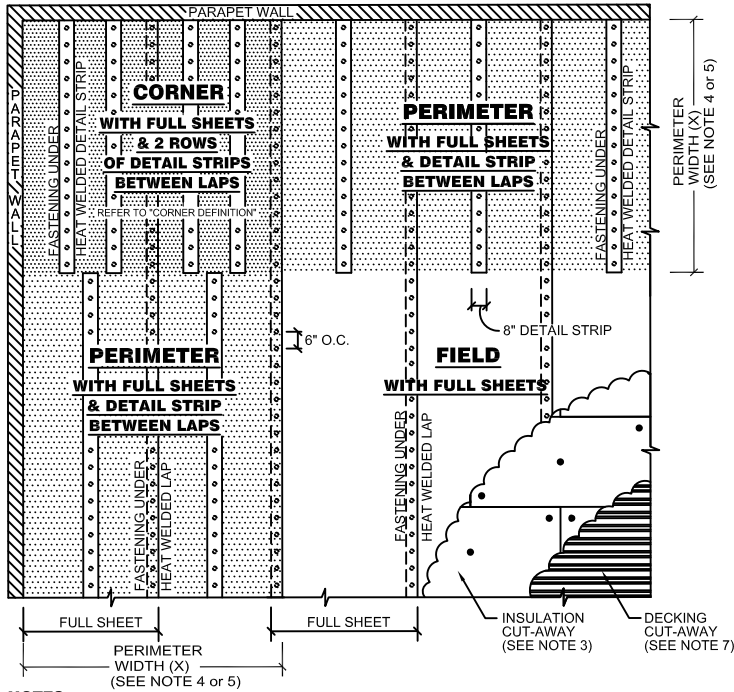 PARAPET WALL
PARAPET WALL
FASTENING UNDER
HEAT WELDED DETAIL STRIP
CORNER
WITH FULL SHEETS
& 2 ROWS
OF DETAIL STRIPS
BETWEEN LAPS
REFER TO "CORNER DEFINITION"
PERIMETER
WITH FULL SHEETS
& DETAIL STRIP
BETWEEN LAPS
FASTENING UNDER
HEAT WELDED DETAIL STRIP
PERIMETER
WIDTH (X)
(SEE NOTE 4 or 5)
6" O.C.
8" DETAIL STRIP
PERIMETER
WITH FULL SHEETS
& DETAIL STRIP
BETWEEN LAPS
FIELD
WITH FULL SHEETS
FASTENING UNDER
HEAT WELDED LAP
FASTENING UNDER
HEAT WELDED LAP
FULL SHEET
FULL SHEET
INSULATION
CUT-AWAY
(SEE NOTE 3)
DECKING
CUT-AWAY
(SEE NOTE 7)
PERIMETER
WIDTH (X)
(SEE NOTE 4 or 5)